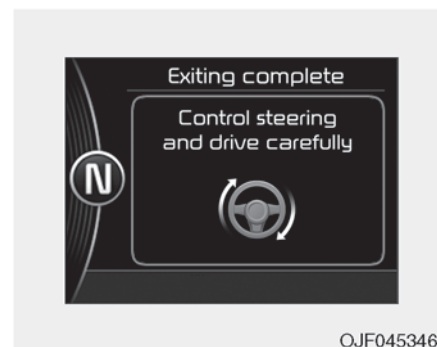 Exiting complete
Control steering
and drive carefully
N
OJF045346